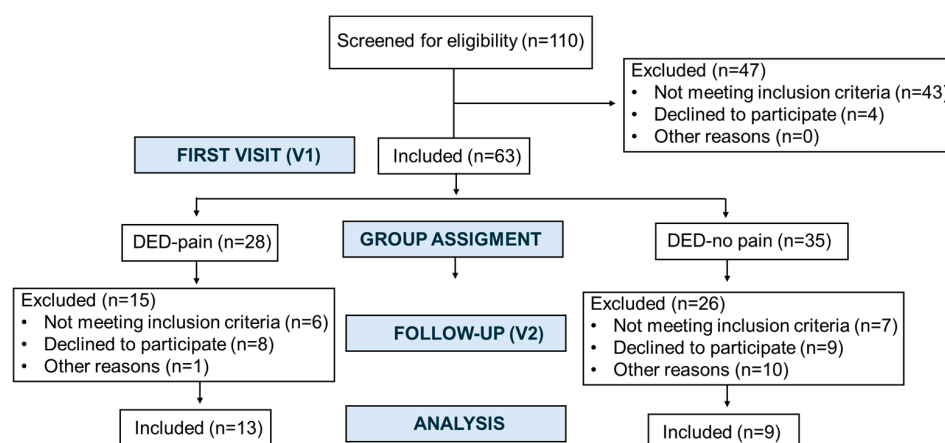 Screened for eligibility (n=110)
Excluded (n=47)
• Not meeting inclusion criteria (n=43)
• Declined to participate (n=4)
• Other reasons (n=0)
FIRST VISIT (V1)
Included (n=63)
DED-pain (n=28)
GROUP ASSIGMENT
DED-no pain (n=35)
Excluded (n=15)
• Not meeting inclusion criteria (n=6)
• Declined to participate (n=8)
• Other reasons (n=1)
FOLLOW-UP (V2)
Excluded (n=26)
• Not meeting inclusion criteria (n=7)
• Declined to participate (n=9)
• Other reasons (n=10)
Included (n=13)
ANALYSIS
Included (n=9)